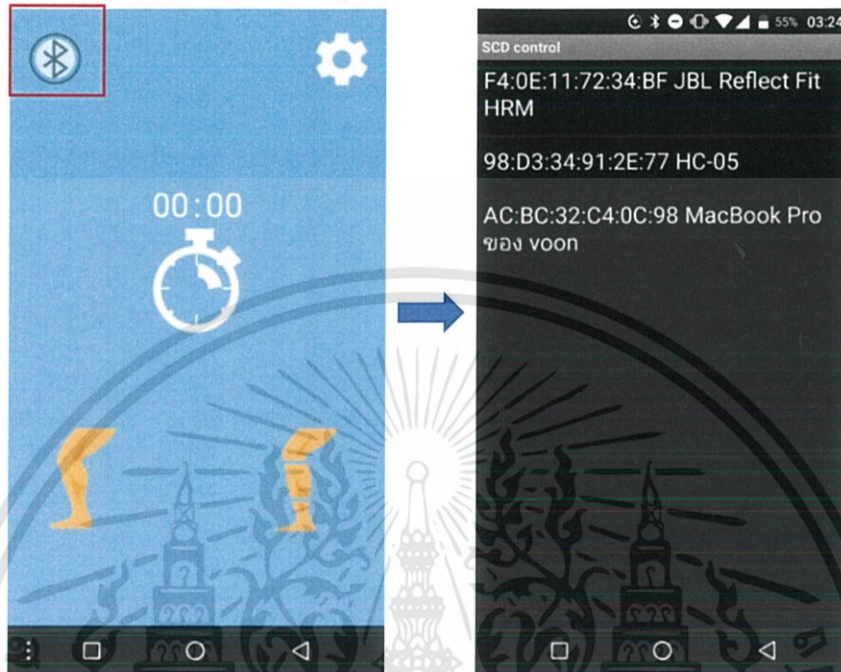 00:00
55% 03:24
SCD control
F4:0E:11:72:34:BF JBL Reflect Fit
HRM
98:D3:34:91:2E:77 HC-05
AC:BC:32:C4:0C:98 MacBook Pro
ของ voon